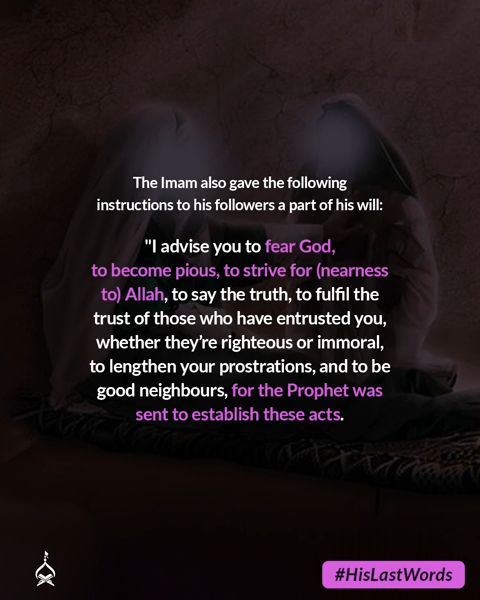 The Imam also gave the following
instructions to his followers a part of his will:
"I advise you to fear God,
to become pious, to strive for (nearness
to) Allah, to say the truth, to fulfil the
trust of those who have entrusted you,
whether they're righteous or immoral,
to lengthen your prostrations, and to be
good neighbours, for the Prophet was
sent to establish these acts.
#HisLastWords